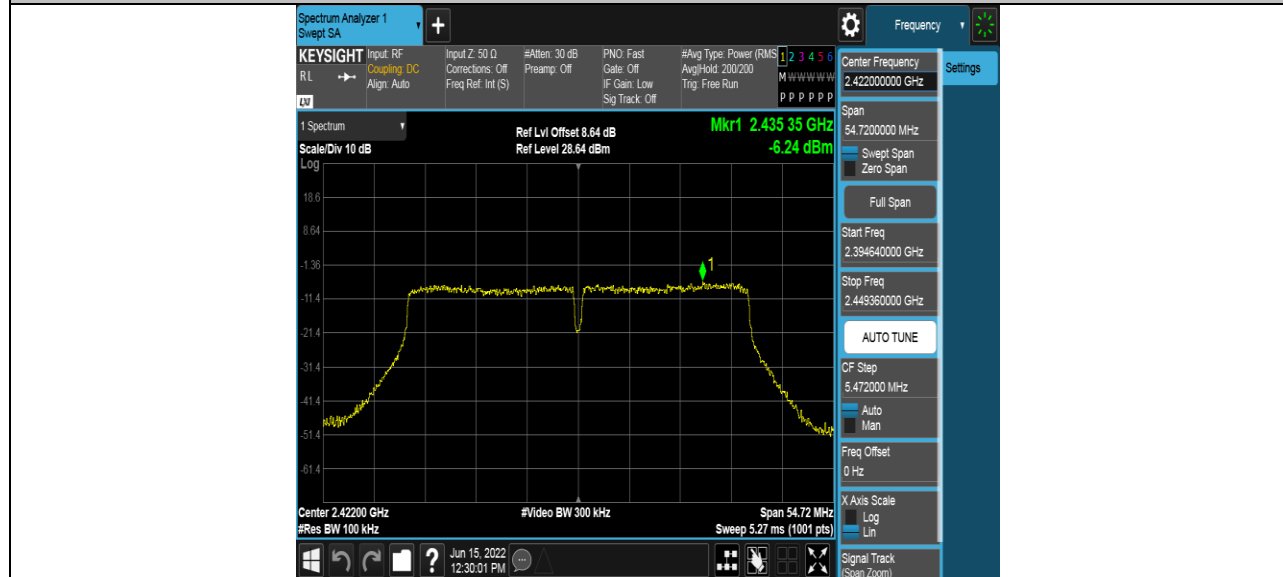 Spectrum Analyzer 1
Swept SA
+
Frequency
KEYSIGHT
RL
LXI
Input: RF
Coupling: DC
Align: Auto
Input Z: 50 Ω
Corrections: Off
Freq Ref: Int (S)
#Atten: 30 dB
Preamp: Off
PNO: Fast
Gate: Off
IF Gain: Low
Sig Track: Off
#Avg Type: Power (RMS
Avg|Hold: 200/200
Trig: Free Run
1 2 3 4 5 6
M W W W W W
P P P P P P
1 Spectrum
Scale/Div 10 dB
Log
Ref Lvl Offset 8.64 dB
Ref Level 28.64 dBm
Mkr1 2.435 35 GHz
-6.24 dBm
18.6
8.64
-1.36
-11.4
-21.4
-31.4
-41.4
-51.4
-61.4
1
Center 2.42200 GHz
#Res BW 100 kHz
#Video BW 300 kHz
Span 54.72 MHz
Sweep 5.27 ms (1001 pts)
?
Jun 15, 2022
12:30:01 PM
Center Frequency
2.422000000 GHz
Span
54.7200000 MHz
Swept Span
Zero Span
Full Span
Start Freq
2.394640000 GHz
Stop Freq
2.449360000 GHz
AUTO TUNE
CF Step
5.472000 MHz
Auto
Man
Freq Offset
0 Hz
X Axis Scale
Log
Lin
Signal Track
(Span Zoom)
Settings